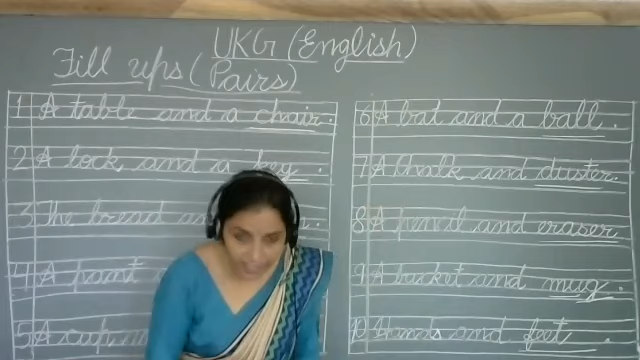 UKG (English)
Fill ups (Pairs)
1 A table and a chair.
2 A lock and a key.
3 The bread
4 A pant
5 A cup
6 A bat and a ball.
7 A Chalk and duster.
8 A pencil and eraser.
9 A bucket and mug.
10 Hands and feet